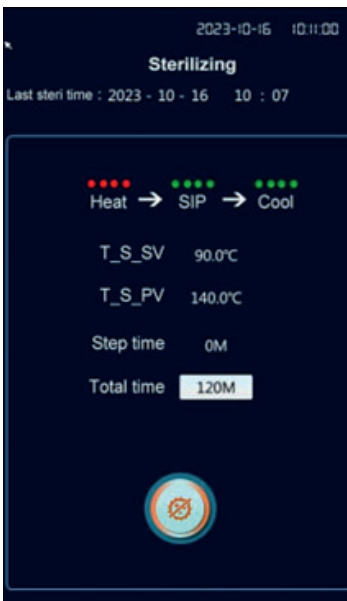 2023-10-16 10:11:00
Sterilizing
Last steri time : 2023 - 10 - 16 10 : 07
Heat → SIP → Cool
T_S_SV 90.0℃
T_S_PV 140.0℃
Step time 0M
Total time 120M